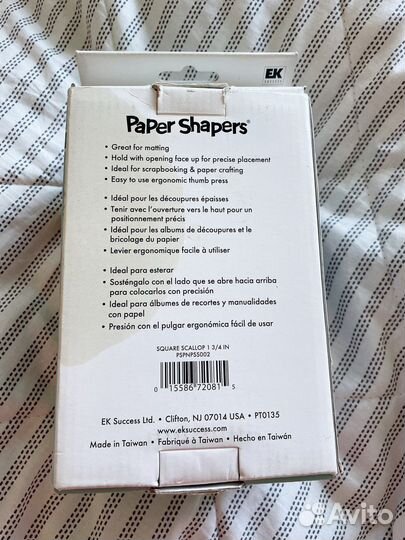 EK
SUCCESS
PaPer Shapers®
• Great for matting
• Hold with opening face up for precise placement
• Ideal for scrapbooking & paper crafting
• Easy to use ergonomic thumb press
• Idéal pour les découpures épaisses
• Tenir avec l'ouverture vers le haut pour un
positionnement précis
• Idéal pour les albums de découpures et le
bricolage du papier
• Levier ergonomique facile à utiliser
• Ideal para esterar
• Sosténgalo con el lado que se abre hacia arriba
para colocarlos con precisión
• Ideal para álbumes de recortes y manualidades
con papel
• Presión con el pulgar ergonómica fácil de usar
SQUARE SCALLOP 1 3/4 IN
PSPNPSS002
0 15586 72081 5
EK Success Ltd. • Clifton, NJ 07014 USA • PT0135
www.eksuccess.com
Made in Taiwan • Fabriqué à Taiwan • Hecho en Taiwán
Avito